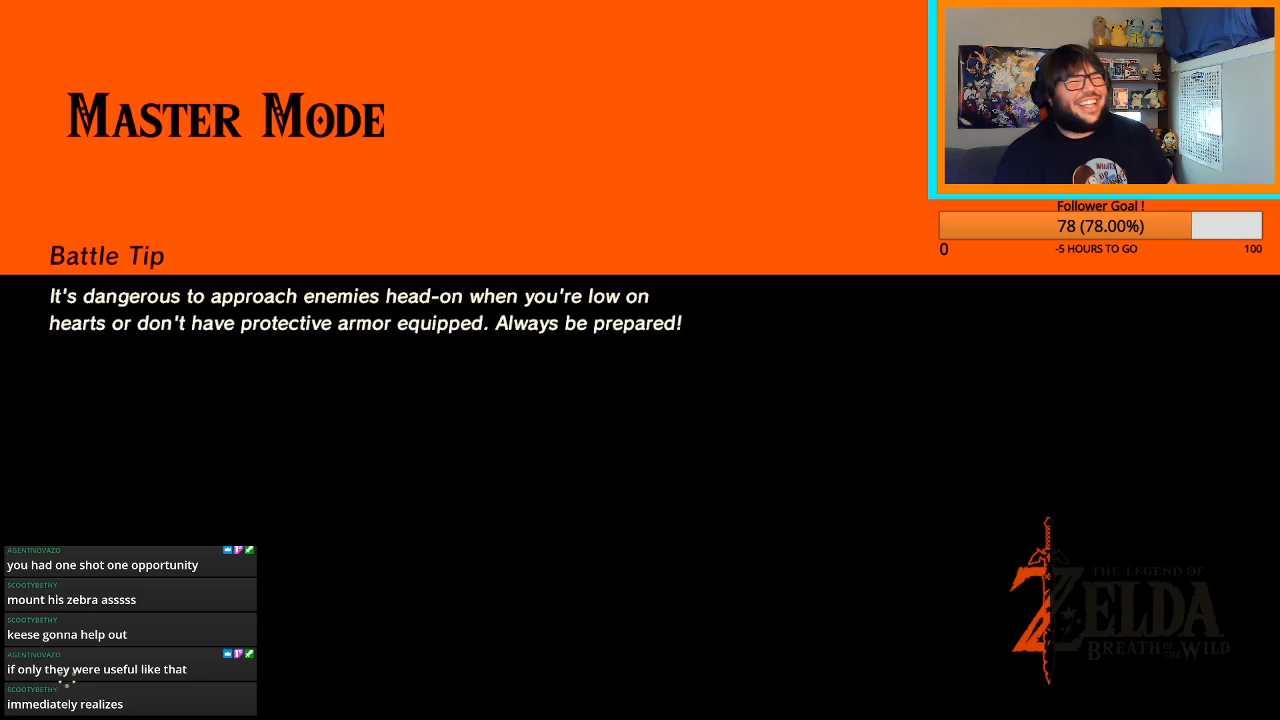 MASTER MODE
Follower Goal !
78 (78.00%)
0
-5 HOURS TO GO
100
Battle Tip
It's dangerous to approach enemies head-on when you're low on
hearts or don't have protective armor equipped. Always be prepared!
AGENTNOVAZO
you had one shot one opportunity
SCOOTYBETHY
mount his zebra asssss
SCOOTYBETHY
keese gonna help out
AGENTNOVAZO
if only they were useful like that
SCOOTYBETHY
immediately realizes
THE LEGEND OF
ZELDA
BREATH OF THE WILD